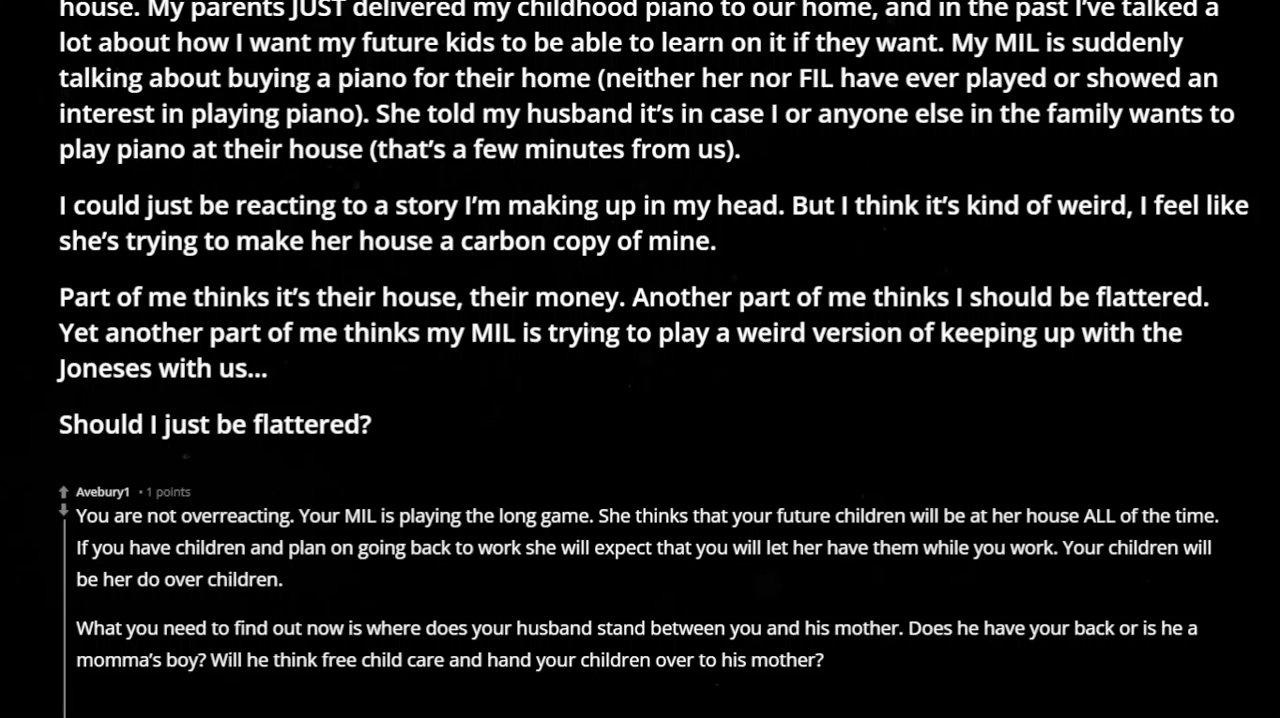 house. My parents JUST delivered my childhood piano to our home, and in the past I've talked a
lot about how I want my future kids to be able to learn on it if they want. My MIL is suddenly
talking about buying a piano for their home (neither her nor FIL have ever played or showed an
interest in playing piano). She told my husband it's in case I or anyone else in the family wants to
play piano at their house (that's a few minutes from us).
I could just be reacting to a story I'm making up in my head. But I think it's kind of weird, I feel like
she's trying to make her house a carbon copy of mine.
Part of me thinks it's their house, their money. Another part of me thinks I should be flattered.
Yet another part of me thinks my MIL is trying to play a weird version of keeping up with the
Joneses with us...
Should I just be flattered?
Avebury1 • 1 points
You are not overreacting. Your MIL is playing the long game. She thinks that your future children will be at her house ALL of the time.
If you have children and plan on going back to work she will expect that you will let her have them while you work. Your children will
be her do over children.
What you need to find out now is where does your husband stand between you and his mother. Does he have your back or is he a
momma's boy? Will he think free child care and hand your children over to his mother?